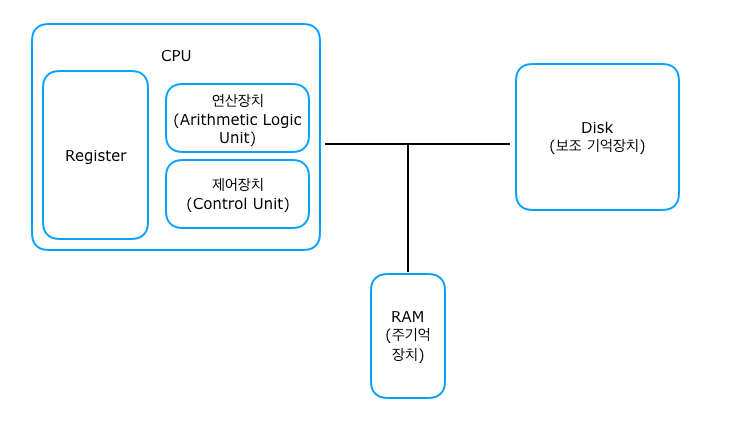 CPU
Register
연산장치
(Arithmetic Logic
Unit)
제어장치
(Control Unit)
Disk
(보조 기억장치)
RAM
(주기억
장치)